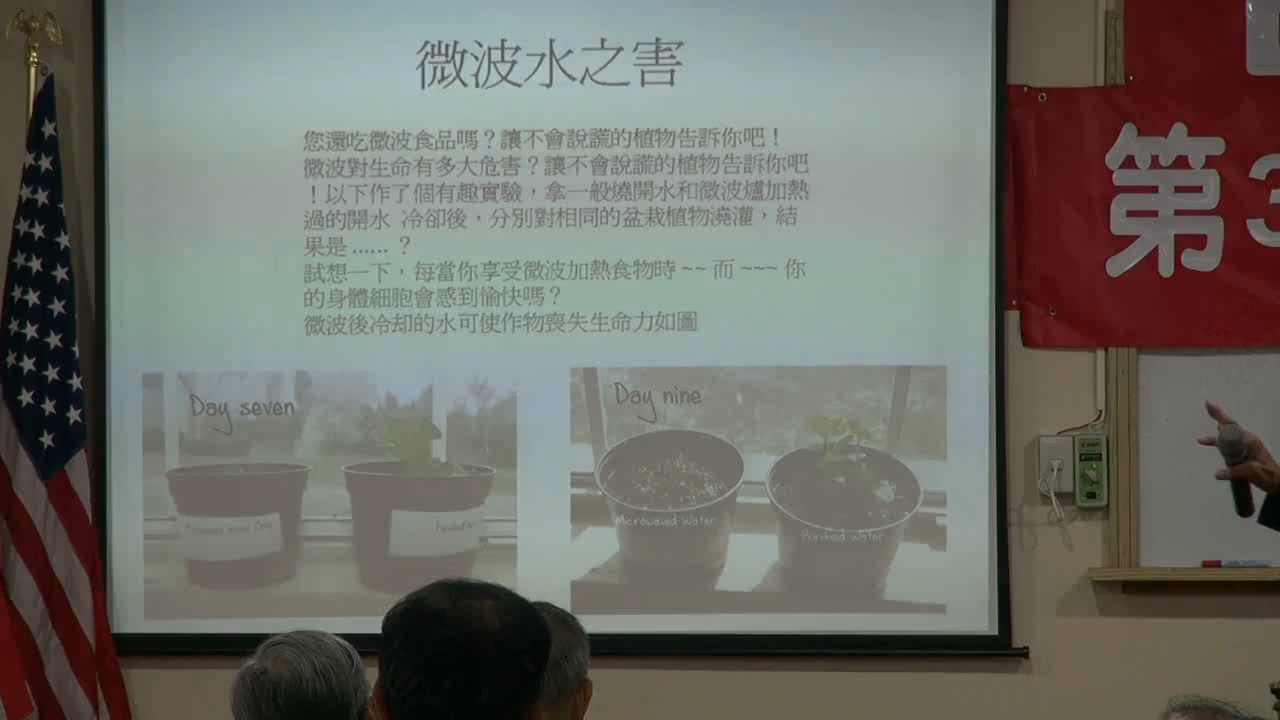 微波水之害
您還吃微波食品嗎？讓不會說謊的植物告訴你吧！
微波對生命有多大危害？讓不會說謊的植物告訴你吧
！以下作了個有趣實驗，拿一般燒開水和微波爐加熱
過的開水 冷卻後，分別對相同的盆栽植物澆灌，結
果是 ...... ？
試想一下，每當你享受微波加熱食物時 ~~ 而 ~~~ 你
的身體細胞會感到愉快嗎？
微波後冷却的水可使作物喪失生命力如圖
Day seven
Day nine
Microwaved Water
Purified Water
第3